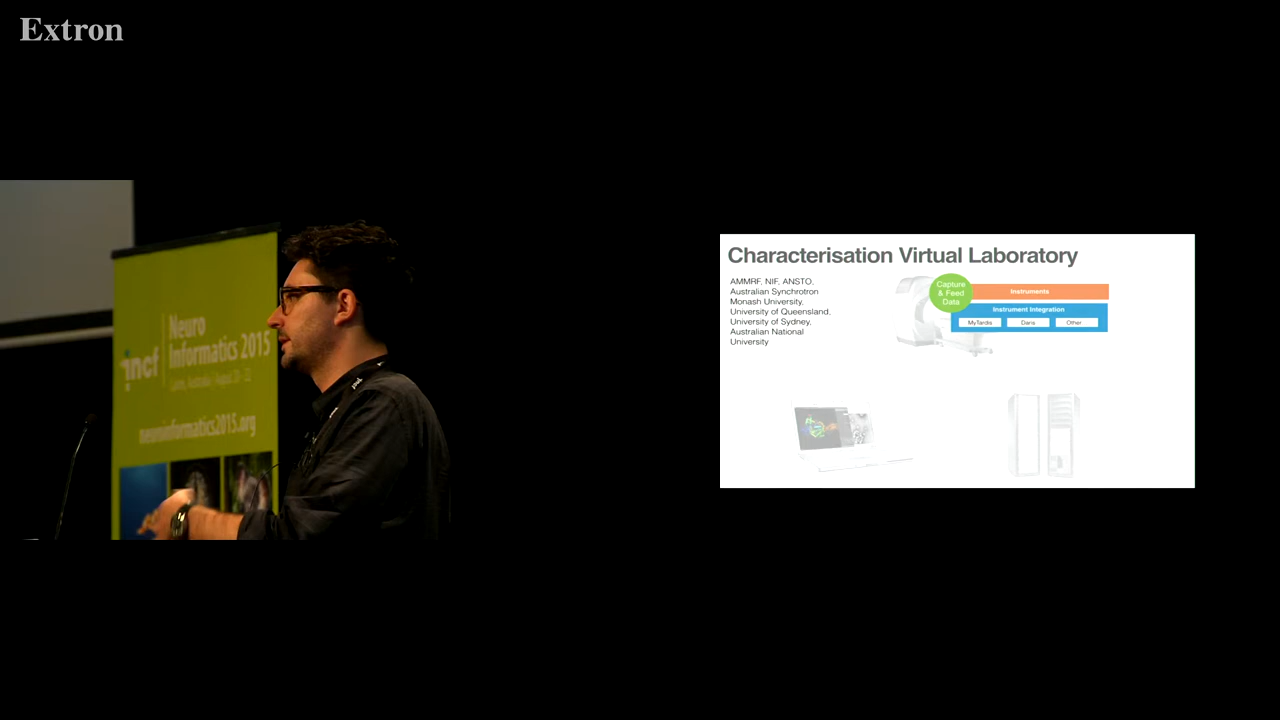 Extron
Neuro
Informatics 2015
incf
neuroinformatics2015.org
Characterisation Virtual Laboratory
AMMRF, NIF, ANSTO,
Australian Synchrotron
Monash University,
University of Queensland,
University of Sydney,
Australian National
University
Capture
& Feed
Data
Instruments
Instrument Integration
MyTardis Daris Other